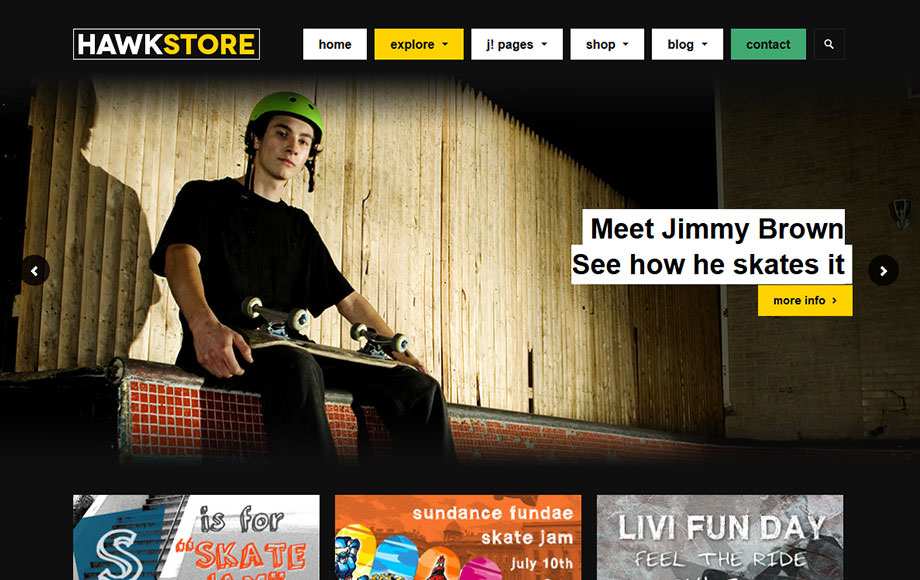 HAWKSTORE
home
explore
j! pages
shop
blog
contact
Meet Jimmy Brown
See how he skates it
more info
S
is for
"SKATE
JAM"
sundance fundae
skate jam
july 10th
LIVI FUN DAY
FEEL THE RIDE